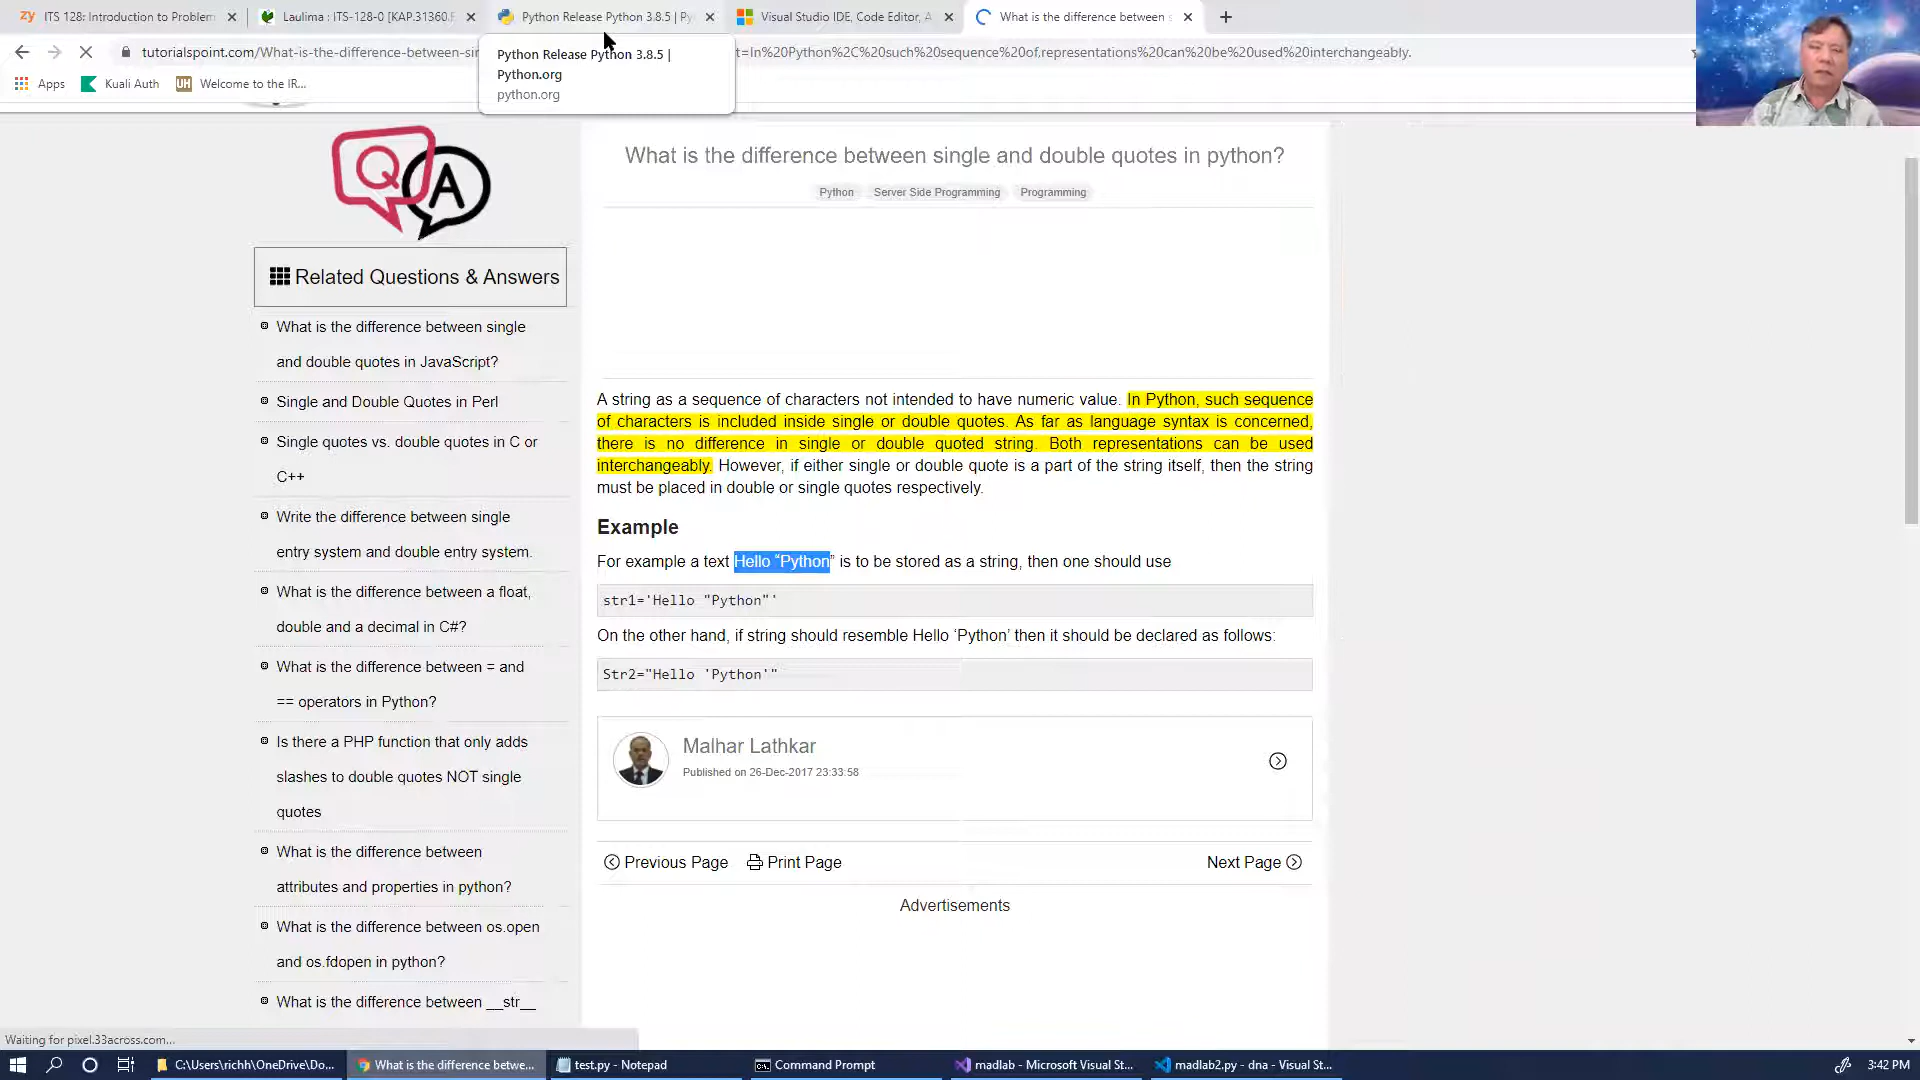 ITS 128: Introduction to Problem
Laulima : ITS-128-0 [KAP.31360.F
Python Release Python 3.8.5 | Py
Visual Studio IDE, Code Editor, A
What is the difference between s
tutorialspoint.com/What-is-the-difference-between-sin
t=In%20Python%2C%20such%20sequence%20of,representations%20can%20be%20used%20interchangeably.
Python Release Python 3.8.5 |
Python.org
python.org
Apps
Kuali Auth
UH Welcome to the IR...
Q A
Related Questions & Answers
What is the difference between single
and double quotes in JavaScript?
Single and Double Quotes in Perl
Single quotes vs. double quotes in C or
C++
Write the difference between single
entry system and double entry system.
What is the difference between a float,
double and a decimal in C#?
What is the difference between = and
== operators in Python?
Is there a PHP function that only adds
slashes to double quotes NOT single
quotes
What is the difference between
attributes and properties in python?
What is the difference between os.open
and os.fdopen in python?
What is the difference between __str__
What is the difference between single and double quotes in python?
Python Server Side Programming Programming
A string as a sequence of characters not intended to have numeric value. In Python, such sequence
of characters is included inside single or double quotes. As far as language syntax is concerned,
there is no difference in single or double quoted string. Both representations can be used
interchangeably. However, if either single or double quote is a part of the string itself, then the string
must be placed in double or single quotes respectively.
Example
For example a text Hello “Python” is to be stored as a string, then one should use
str1='Hello "Python"'
On the other hand, if string should resemble Hello ‘Python’ then it should be declared as follows:
Str2="Hello 'Python'"
Malhar Lathkar
Published on 26-Dec-2017 23:33:58
Previous Page Print Page Next Page
Advertisements
Waiting for pixel.33across.com...
C:\Users\richh\OneDrive\Do...
What is the difference betwe...
test.py - Notepad
Command Prompt
madlab - Microsoft Visual St...
madlab2.py - dna - Visual St...
3:42 PM